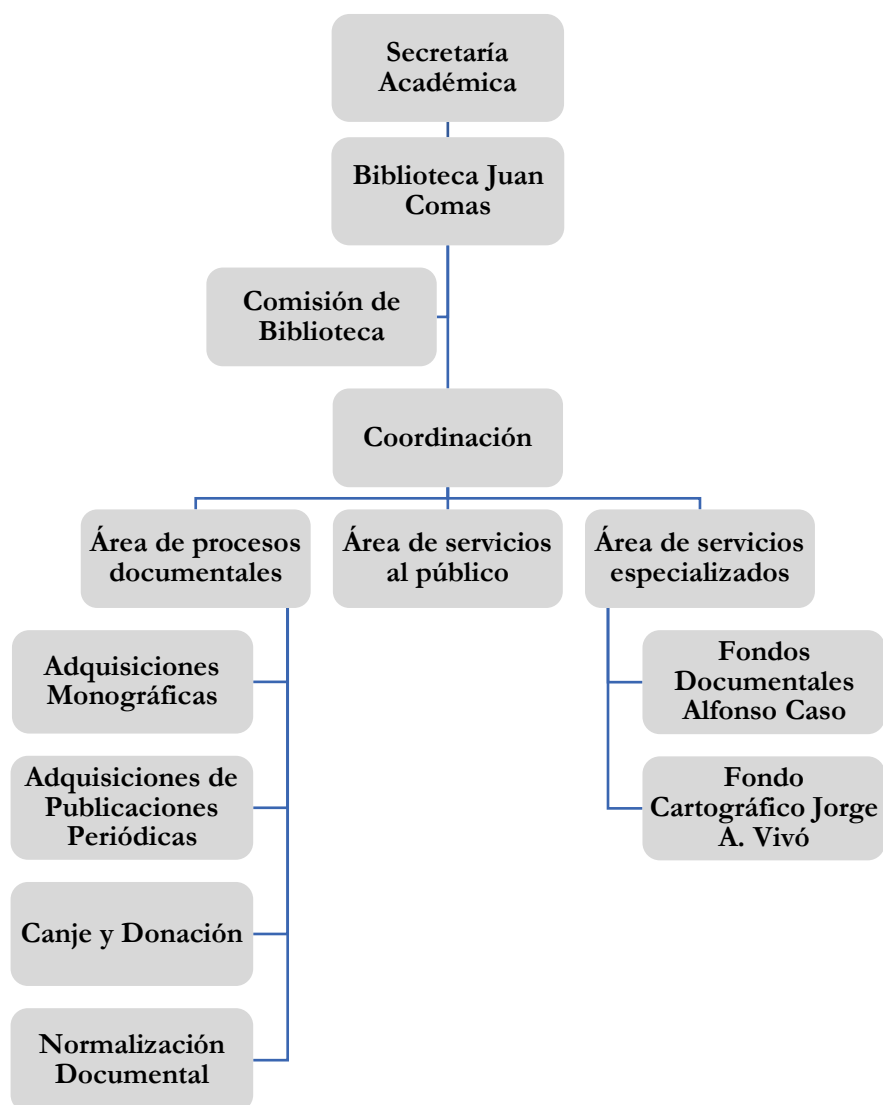 Secretaría
Académica
Biblioteca Juan
Comas
Comisión de
Biblioteca
Coordinación
Área de procesos
documentales
Área de servicios
al público
Área de servicios
especializados
Adquisiciones
Monográficas
Adquisiciones de
Publicaciones
Periódicas
Canje y Donación
Normalización
Documental
Fondos
Documentales
Alfonso Caso
Fondo
Cartográfico Jorge
A. Vivó